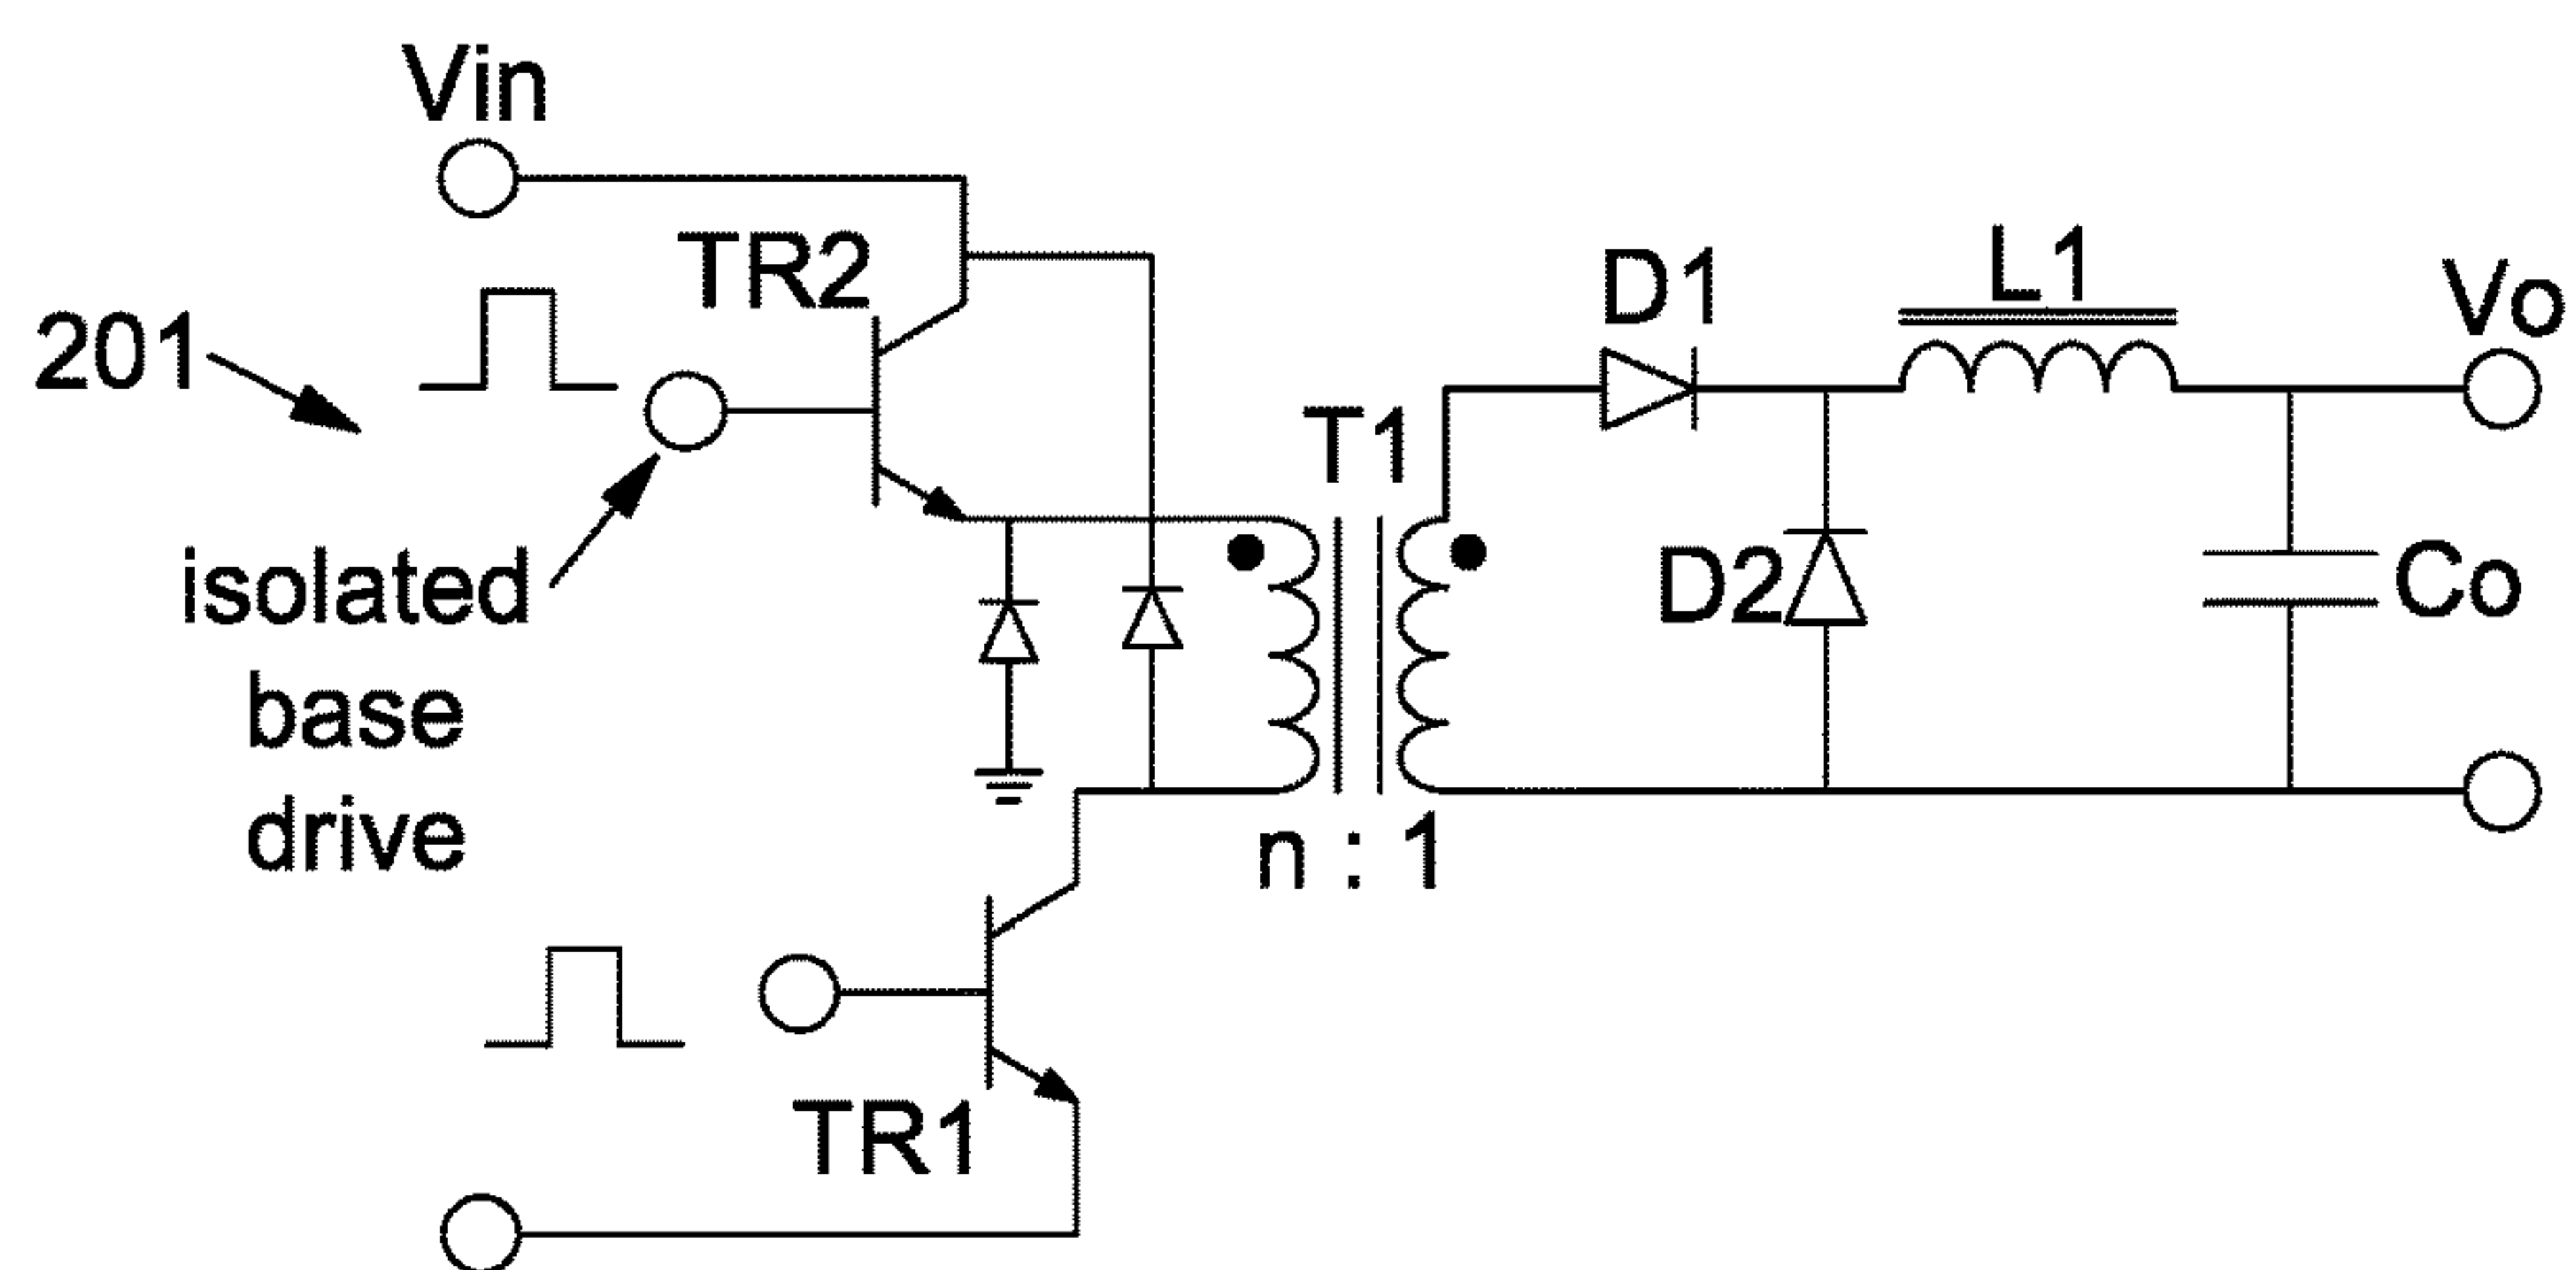 Vin
TR2
201
isolated
base
drive
TR1
T1
n : 1
D1
L1
Vo
D2
Co